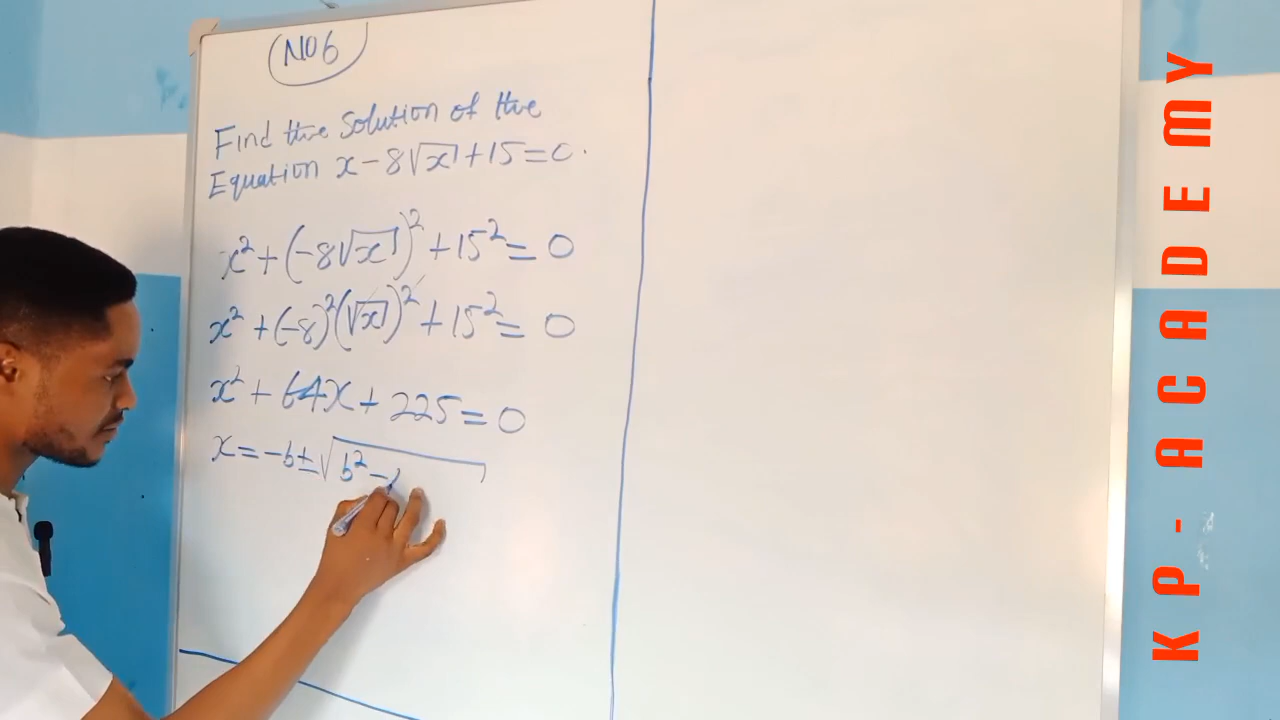 NO6
Find the solution of the
Equation x - 8√x + 15 = 0.
x² + (-8√x)² + 15² = 0
x² + (-8)²(√x)² + 15² = 0
x² + 64x + 225 = 0
x = -b ± √b² -
KP-ACADEMY